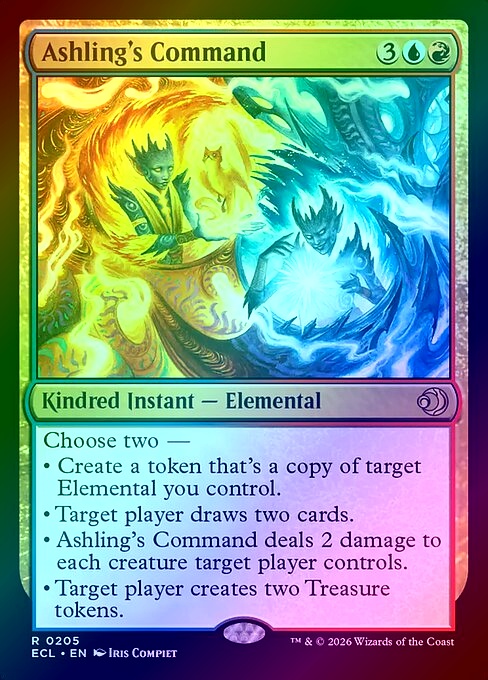 Ashling's Command 3
Kindred Instant — Elemental
Choose two —
• Create a token that's a copy of target
Elemental you control.
• Target player draws two cards.
• Ashling's Command deals 2 damage to
each creature target player controls.
• Target player creates two Treasure
tokens.
R 0205
ECL • EN Iris Compiet
™ & © 2026 Wizards of the Coast